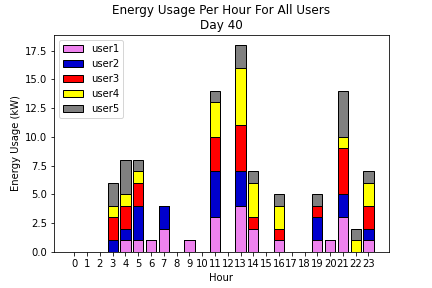 Energy Usage Per Hour For All Users
Day 40
user1
user2
user3
user4
user5
17.5
15.0
12.5
10.0
7.5
5.0
2.5
0.0
Energy Usage (kW)
0 1 2 3 4 5 6 7 8 9 10 11 12 13 14 15 16 17 18 19 20 21 22 23
Hour